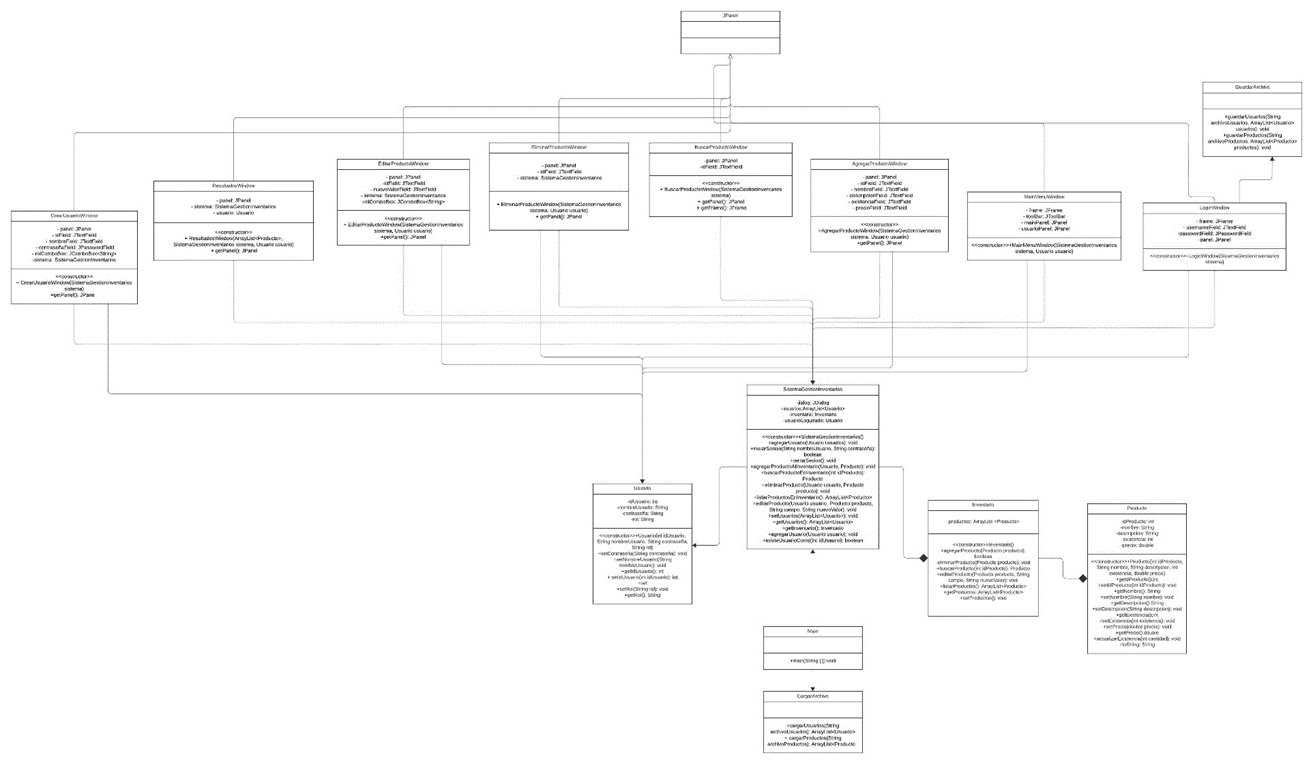 JPanel
GuardarArchivo
+guardarUsuarios(String
archivoUsuarios, ArrayList<Usuario>
usuarios): void
+guardarProductos(String
archivoProductos, ArrayList<Producto>
productos): void
CrearUsuarioWindow
- panel: JPanel
- idField: JTextField
- nombreField: JTextField
- contraseñaField: JPasswordField
- rolComboBox: JComboBox<String>
-sistema: SistemaGestionInventarios
<<constructor>>
+ CrearUsuarioWindow(SistemaGestionInventarios
sistema)
+getPanel(): JPane
ResultadosWindow
- panel: JPanel
- sistema: SistemaGestionInventarios
- usuario: Usuario
<<constructor>>
+ ResultadosWindow(ArrayList<Producto>,
SistemaGestionInventarios sistema, Usuario usuario)
+ getPanel(): JPanel
EditarProductoWindow
- panel: JPanel
-idField: JTextField
- nuevoValorField: JTextField
- sistema: SistemaGestionInventarios
<<constructor>>
+ EditarProductoWindow(SistemaGestionInventarios
sistema, Usuario usuario)
+getPanel(): JPanel
EliminarProductoWindow
- panel: JPanel
- idField: JTextField
- sistema: SistemaGestionInventarios
<<constructor>>
+ EliminarProductoWindow(SistemaGestionInventarios
sistema, Usuario usuario)
+ getPanel(): JPanel
BuscarProductoWindow
-panel: JPanel
-idField: JTextField
<<constructor>>
+ BuscarProductoWindow(SistemaGestionInventarios
sistema)
+ getPanel(): JPanel
+ getFrame(): JFrame
AgregarProductoWindow
- panel: JPanel
- idField: JTextField
- nombreField: JTextField
- descripcionField: JTextField
- existenciaField: JTextField
- precioField: JTextField
<<constructor>>
+AgregarProductoWindow(SistemaGestionInventarios
sistema, Usuario usuario)
+getPanel(): JPanel
MainMenuWindow
- frame: JFrame
- toolBar: JToolBar
- mainPanel: JPanel
- usuarioPanel: JPanel
<<constructor>>+MainMenuWindow(SistemaGestionInventarios
sistema, Usuario usuario)
LoginWindow
- frame: JFrame
- usernameField: JTextField
- passwordField: JPasswordField
-panel: JPanel
<<constructor>>+LoginWindow(SistemaGestionInventarios
sistema)
SistemaGestionInventarios
-dialog: JDialog
-usuarios:ArrayList<Usuario>
-inventario: Inventario
-usuarioLogueado: Usuario
<<constructor>>+SistemaGestionInventarios()
+agregarUsuario(Usuario usuario): void
+iniciarSesion(String nombreUsuario, String contraseña):
boolean
+cerrarSesion(): void
+agregarProductoAInventario(Usuario, Producto): void
+buscarProductoEnInventario(int idProducto):
Producto
+eliminarProducto(Usuario usuario, Producto
producto): void
+listarProductosEnInventario(): ArrayList<Producto>
+editarProducto(Usuario usuario, Producto producto,
String campo, String nuevoValor): void
+setUsuarios(ArrayList<Usuario>): void
+getUsuarios(): ArrayList<Usuario>
+getInventario(): Inventario
+agregarUsuario(Usuario usuario): void
+existeUsuarioConId(int idUsuario): boolean
Usuario
-idUsuario: int
-nombreUsuario: String
-contraseña: String
-rol: String
<<constructor>>+Usuario(int idUsuario,
String nombreUsuario, String contraseña,
String rol)
+setContraseña(String contraseña): void
+setNombreUsuario(String
nombreUsuario): void
+getIdUsuario(): int
+setRol(String rol): void
+getRol(): String
Inventario
-productos: ArrayList <Producto>
<<constructor>>+Inventario()
+agregarProducto(Producto producto):
boolean
-eliminarProducto(Producto producto): void
+buscarProducto(int idProducto): Producto
+editarProducto(Producto producto, String
campo, String nuevoValor): void
+listarProductos(): ArrayList<Producto>
+getProductos: ArrayList<Producto>
+setProductos(): void
Producto
-idProducto: int
-nombre: String
-descripcion: String
-existencia: int
-precio: double
<<constructor>>+Producto(int idProducto,
String nombre, String descripcion, int
existencia, double precio)
+getIdProducto():int
+setIdProducto(int idProducto): void
+getNombre(): String
+setNombre(String nombre): void
+getDescripcion():String
+setDescripcion(String descripcion): void
+getExistencia():int
+setExistencia(int existencia): void
+setPrecio(double precio): void
+getPrecio():double
+actualizarExistencia(int cantidad): void
Main
+main(String [ ]):void
CargarArchivo
+cargarUsuarios(String
archivoUsuarios): ArrayList<Usuario>
+ cargarProductos(String
archivoProductos): ArrayList<Producto